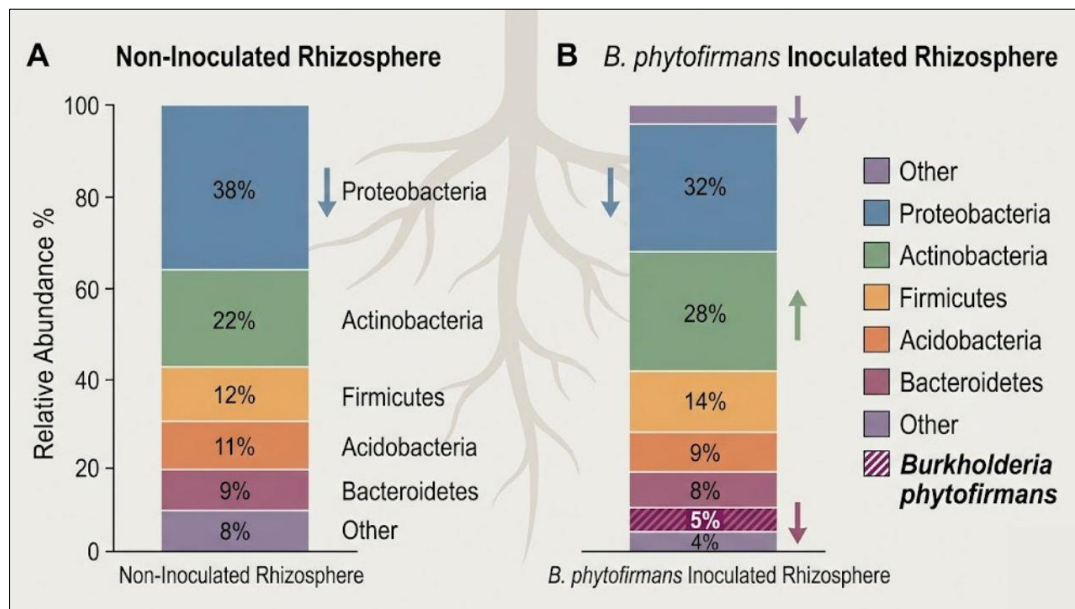 A Non-Inoculated Rhizosphere
B B. phytofirmans Inoculated Rhizosphere
Relative Abundance %
100
80
60
40
20
0
38%
22%
12%
11%
9%
8%
Proteobacteria
Actinobacteria
Firmicutes
Acidobacteria
Bacteroidetes
Other
Non-Inoculated Rhizosphere
32%
28%
14%
9%
8%
5%
4%
B. phytofirmans Inoculated Rhizosphere
Other
Proteobacteria
Actinobacteria
Firmicutes
Acidobacteria
Bacteroidetes
Other
Burkholderia
phytofirmans